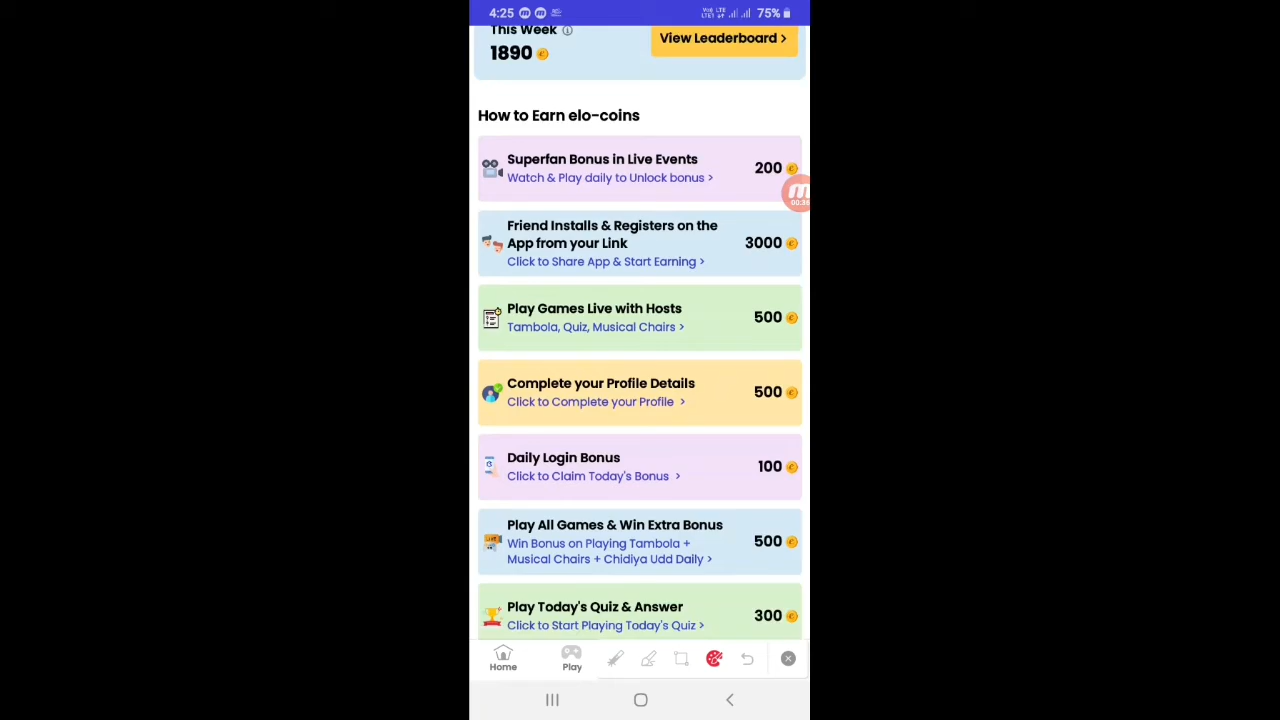 4:25
75%
This Week
1890
View Leaderboard >
How to Earn elo-coins
Superfan Bonus in Live Events
Watch & Play daily to Unlock bonus >
200
Friend Installs & Registers on the
App from your Link
Click to Share App & Start Earning >
3000
Play Games Live with Hosts
Tambola, Quiz, Musical Chairs >
500
Complete your Profile Details
Click to Complete your Profile >
500
Daily Login Bonus
Click to Claim Today's Bonus >
100
Play All Games & Win Extra Bonus
Win Bonus on Playing Tambola +
Musical Chairs + Chidiya Udd Daily >
500
Play Today's Quiz & Answer
Click to Start Playing Today's Quiz >
300
Home
Play